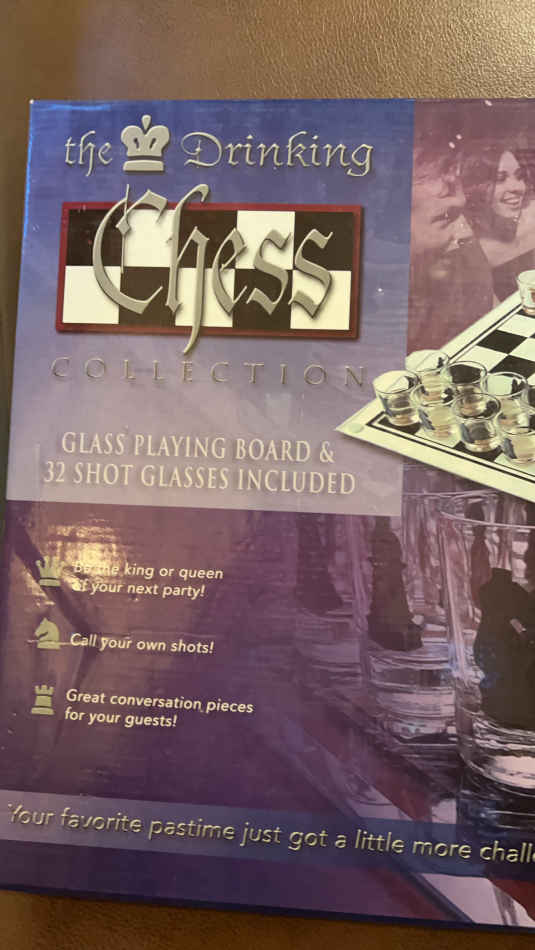 the Drinking
Chess
COLLECTION
GLASS PLAYING BOARD &
32 SHOT GLASSES INCLUDED
Be the king or queen
of your next party!
Call your own shots!
Great conversation pieces
for your guests!
Your favorite pastime just got a little more chall